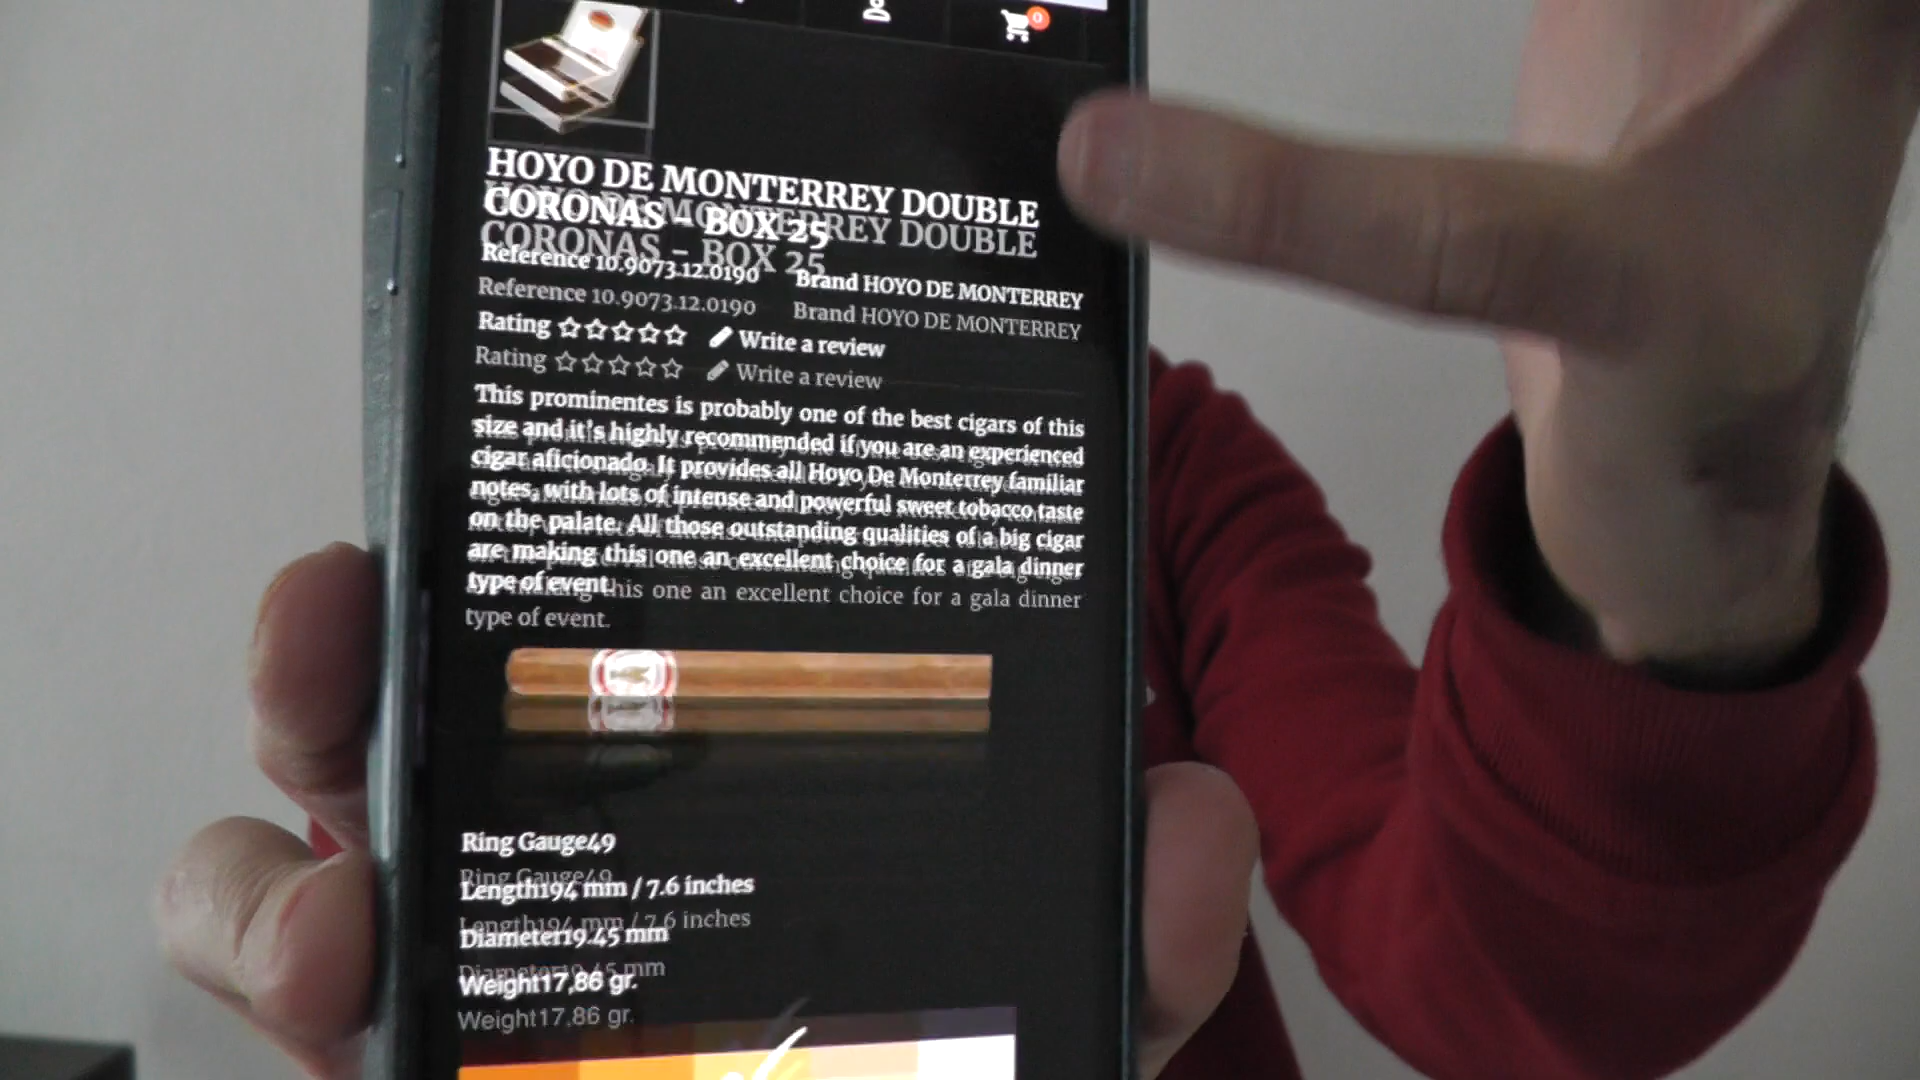 0
HOYO DE MONTERREY DOUBLE
CORONAS – BOX 25
Reference 10.9073.12.0190 Brand HOYO DE MONTERREY
Rating Write a review
This prominentes is probably one of the best cigars of this
size and it's highly recommended if you are an experienced
cigar aficionado. It provides all Hoyo De Monterrey familiar
notes, with lots of intense and powerful sweet tobacco taste
on the palate. All those outstanding qualities of a big cigar
are making this one an excellent choice for a gala dinner
type of event.
Ring Gauge49
Length194 mm / 7.6 inches
Diameter19.45 mm
Weight17,86 gr.